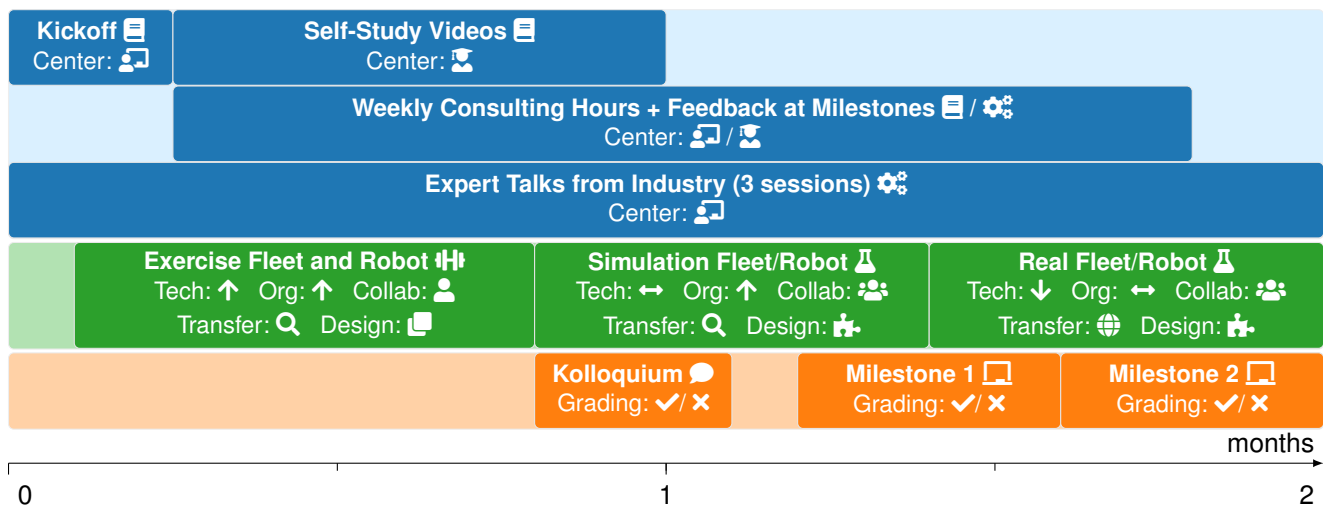 Kickoff
Center:
Self-Study Videos
Center:
Weekly Consulting Hours + Feedback at Milestones /
Center: /
Expert Talks from Industry (3 sessions)
Center:
Exercise Fleet and Robot
Tech: ↑ Org: ↑ Collab:
Transfer: Design:
Simulation Fleet/Robot
Tech: ↔ Org: ↑ Collab:
Transfer: Design:
Real Fleet/Robot
Tech: ↓ Org: ↔ Collab:
Transfer: Design:
Kolloquium
Grading: ✓/ ✗
Milestone 1
Grading: ✓/ ✗
Milestone 2
Grading: ✓/ ✗
months
0 1 2